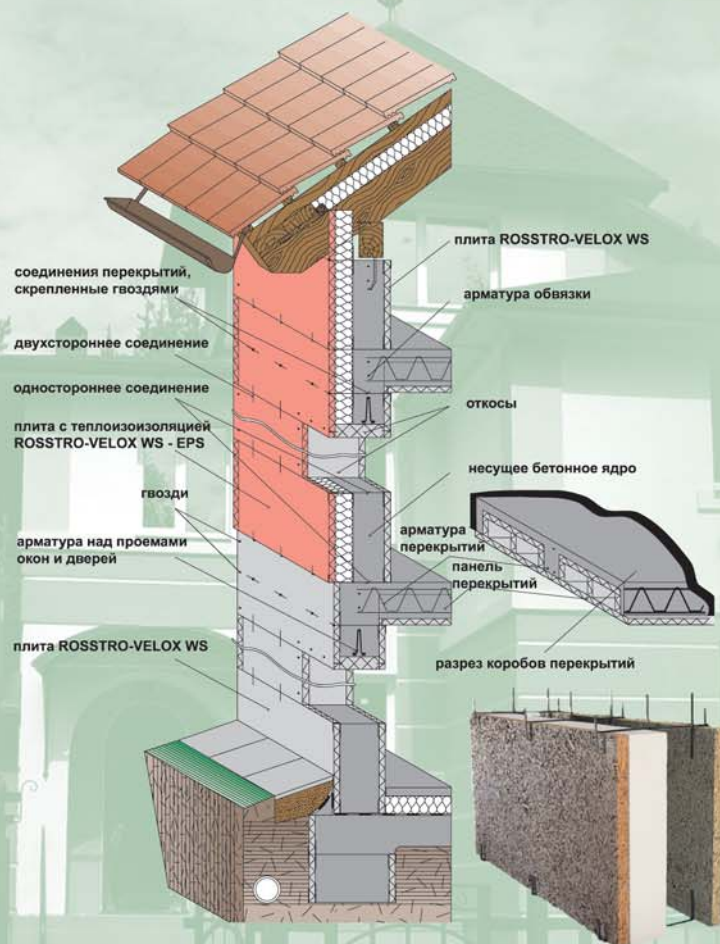 плита ROSSTRO-VELOX WS
соединения перекрытий,
скрепленные гвоздями
арматура обвязки
двухстороннее соединение
одностороннее соединение
откосы
плита с теплоизоизоляцией
ROSSTRO-VELOX WS - EPS
несущее бетонное ядро
гвозди
арматура
перекрытий
арматура над проемами
окон и дверей
панель
перекрытий
плита ROSSTRO-VELOX WS
разрез коробов перекрытий